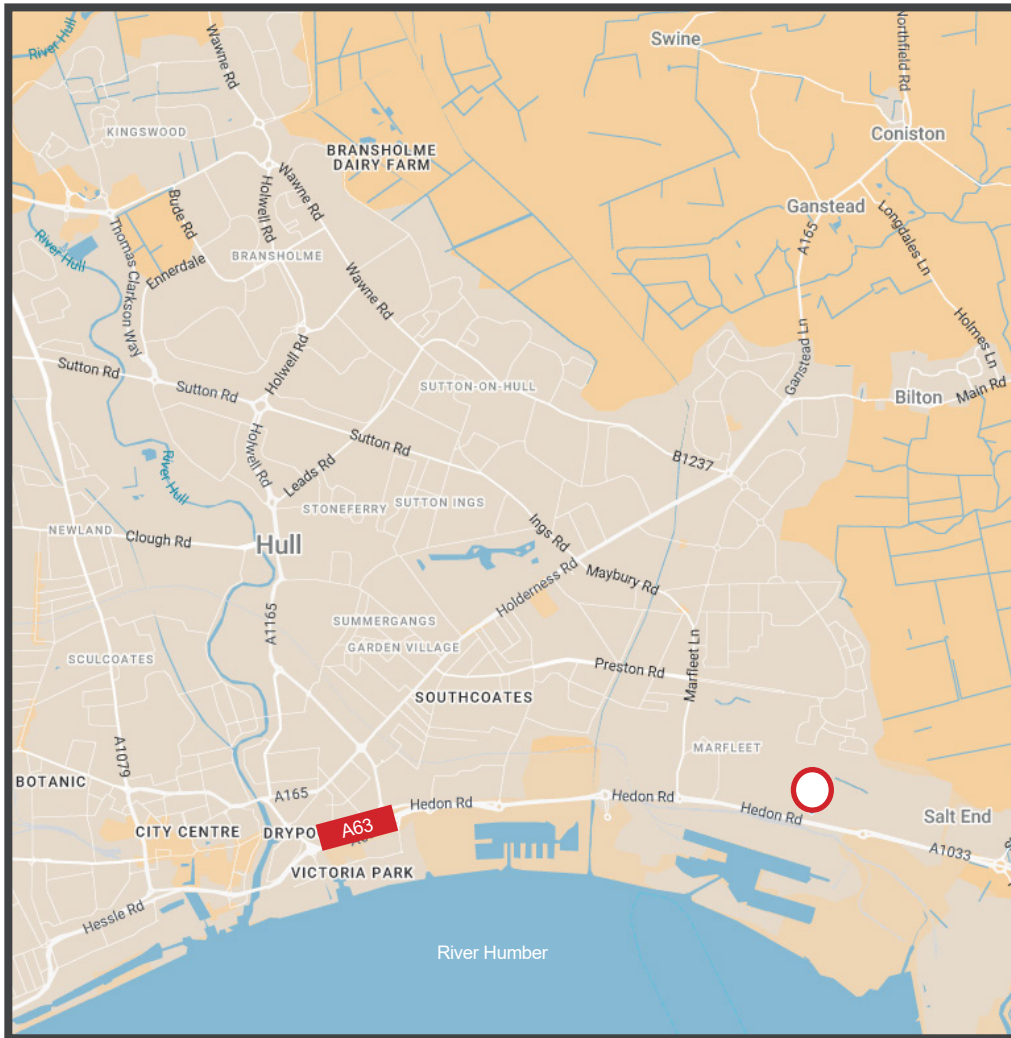 River Hull
Wawne Rd
Swine
Northfield Rd
KINGSWOOD
Coniston
BRANSHOLME
DAIRY FARM
Wawne Rd
Holwell Rd
Bude Rd
Ganstead
Longdales Ln
A165
River Hull
Thomas Clarkson Way
Ennerdale
BRANSHOLME
Wawne Rd
Holmes Ln
Ganstead Ln
Holwell Rd
Sutton Rd
Sutton Rd
SUTTON-ON-HULL
Bilton
Main Rd
Holwell Rd
Sutton Rd
Leads Rd
B1237
River Hull
STONEFERRY
SUTTON INGS
NEWLAND
Clough Rd
Hull
Ings Rd
Holderness Rd
Maybury Rd
A1165
SUMMERGANGS
GARDEN VILLAGE
SCULCOATES
Preston Rd
Marfleet Ln
SOUTHCOATES
A1079
MARFLEET
BOTANIC
A165
Hedon Rd
Hedon Rd
Hedon Rd
Salt End
CITY CENTRE
DRYPO
A63
A1033
VICTORIA PARK
Hessle Rd
River Humber